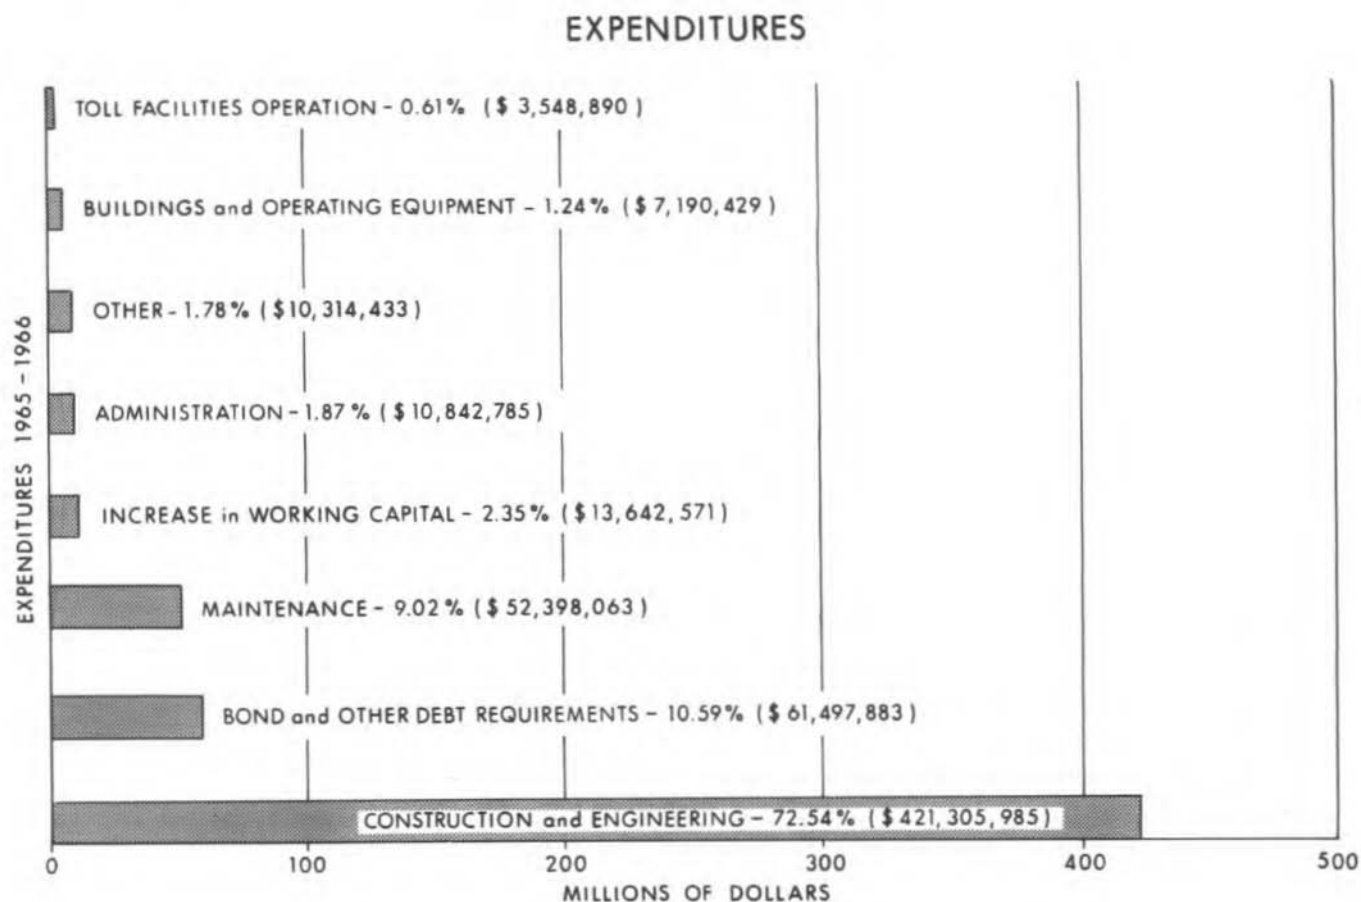 EXPENDITURES
TOLL FACILITIES OPERATION - 0.61% ($ 3,548,890 )
BUILDINGS and OPERATING EQUIPMENT - 1.24% ($ 7,190,429 )
OTHER - 1.78% ( $10,314,433 )
ADMINISTRATION - 1.87% ( $ 10,842,785 )
INCREASE in WORKING CAPITAL - 2.35% ( $13,642,571 )
MAINTENANCE - 9.02% ( $ 52,398,063 )
BOND and OTHER DEBT REQUIREMENTS - 10.59% ( $ 61,497,883 )
CONSTRUCTION and ENGINEERING - 72.54% ( $ 421,305,985 )
EXPENDITURES 1965 - 1966
0 100 200 300 400 500
MILLIONS OF DOLLARS